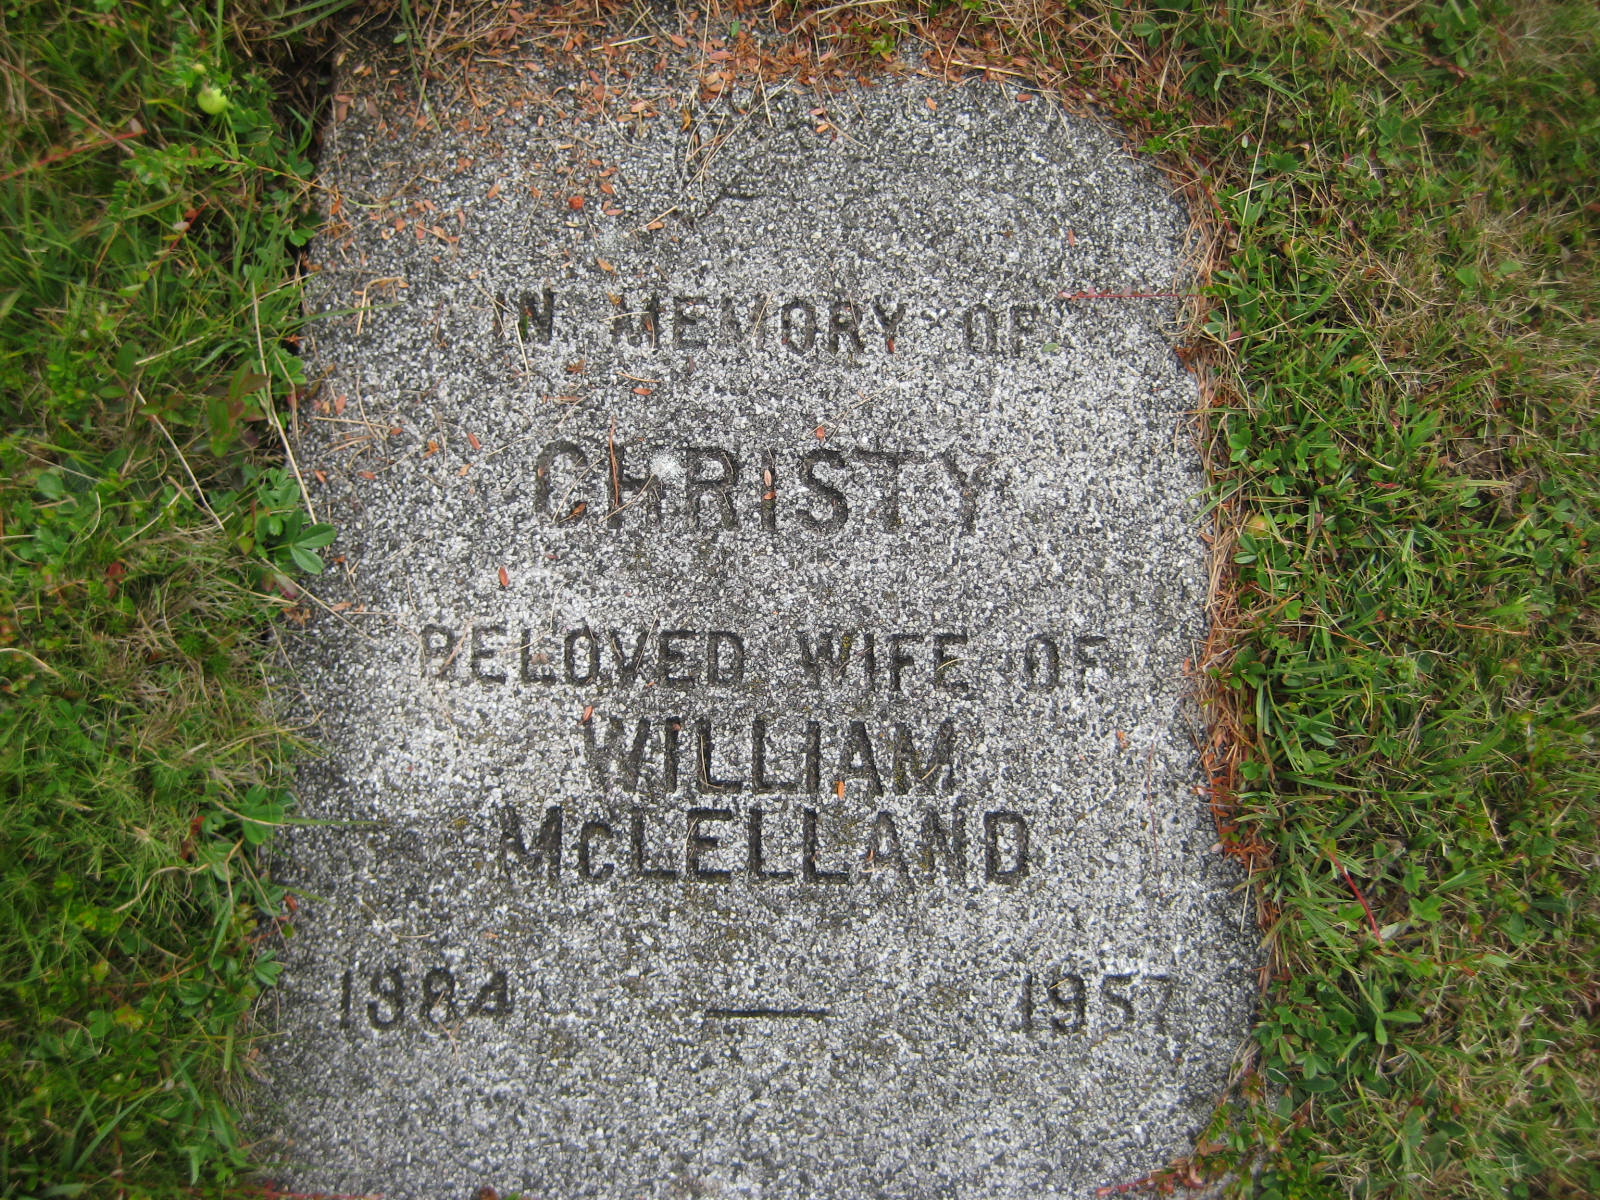 IN MEMORY OF
CHRISTY
BELOVED WIFE OF
WILLIAM
McLELLAND
1884 — 1957